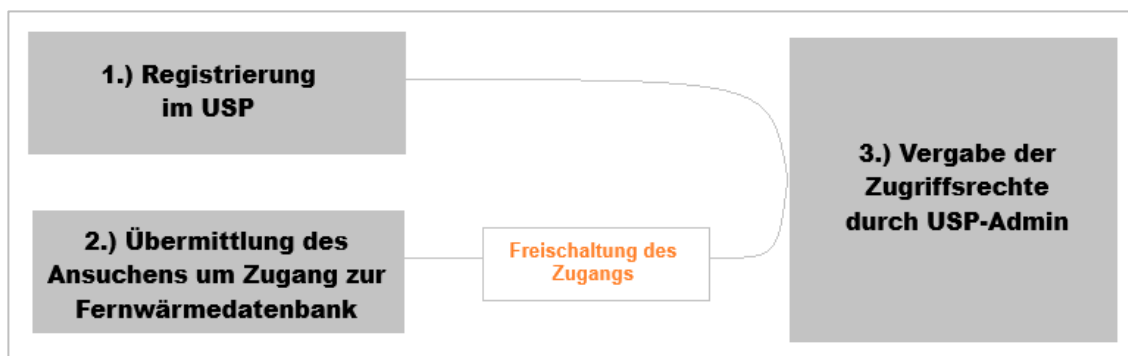 1.) Registrierung
im USP
2.) Übermittlung des
Ansuchens um Zugang zur
Fernwärmedatenbank
Freischaltung des
Zugangs
3.) Vergabe der
Zugriffsrechte
durch USP-Admin